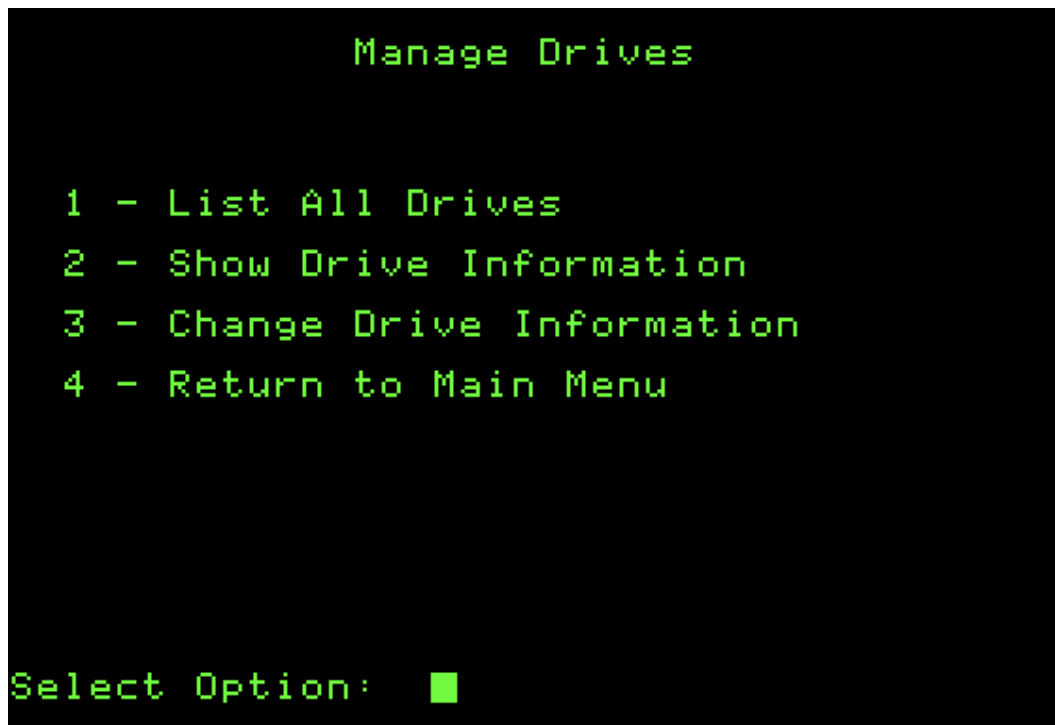 Manage Drives
1 - List All Drives
2 - Show Drive Information
3 - Change Drive Information
4 - Return to Main Menu
Select Option: